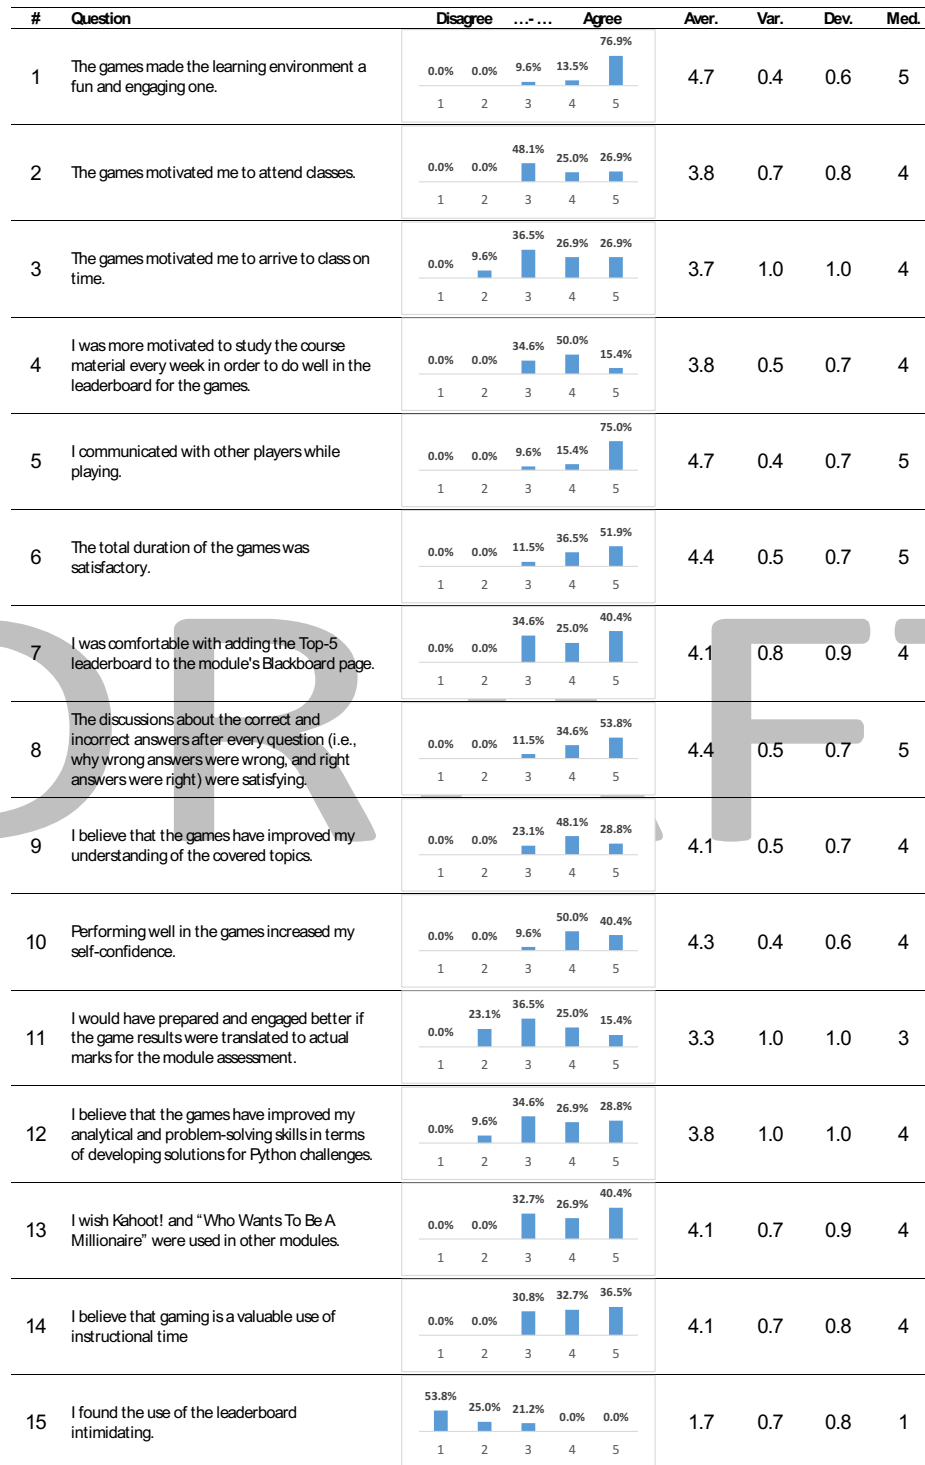 # Question Disagree ...-... Agree Aver. Var. Dev. Med.
1 The games made the learning environment a fun and engaging one. 0.0% 0.0% 9.6% 13.5% 76.9% 4.7 0.4 0.6 5
1 2 3 4 5
2 The games motivated me to attend classes. 0.0% 0.0% 48.1% 25.0% 26.9% 3.8 0.7 0.8 4
1 2 3 4 5
3 The games motivated me to arrive to class on time. 0.0% 9.6% 36.5% 26.9% 26.9% 3.7 1.0 1.0 4
1 2 3 4 5
4 I was more motivated to study the course material every week in order to do well in the leaderboard for the games. 0.0% 0.0% 34.6% 50.0% 15.4% 3.8 0.5 0.7 4
1 2 3 4 5
5 I communicated with other players while playing. 0.0% 0.0% 9.6% 15.4% 75.0% 4.7 0.4 0.7 5
1 2 3 4 5
6 The total duration of the games was satisfactory. 0.0% 0.0% 11.5% 36.5% 51.9% 4.4 0.5 0.7 5
1 2 3 4 5
7 I was comfortable with adding the Top-5 leaderboard to the module's Blackboard page. 0.0% 0.0% 34.6% 25.0% 40.4% 4.1 0.8 0.9 4
1 2 3 4 5
8 The discussions about the correct and incorrect answers after every question (i.e., why wrong answers were wrong, and right answers were right) were satisfying. 0.0% 0.0% 11.5% 34.6% 53.8% 4.4 0.5 0.7 5
1 2 3 4 5
9 I believe that the games have improved my understanding of the covered topics. 0.0% 0.0% 23.1% 48.1% 28.8% 4.1 0.5 0.7 4
1 2 3 4 5
10 Performing well in the games increased my self-confidence. 0.0% 0.0% 9.6% 50.0% 40.4% 4.3 0.4 0.6 4
1 2 3 4 5
11 I would have prepared and engaged better if the game results were translated to actual marks for the module assessment. 0.0% 23.1% 36.5% 25.0% 15.4% 3.3 1.0 1.0 3
1 2 3 4 5
12 I believe that the games have improved my analytical and problem-solving skills in terms of developing solutions for Python challenges. 0.0% 9.6% 34.6% 26.9% 28.8% 3.8 1.0 1.0 4
1 2 3 4 5
13 I wish Kahoot! and “Who Wants To Be A Millionaire” were used in other modules. 0.0% 0.0% 32.7% 26.9% 40.4% 4.1 0.7 0.9 4
1 2 3 4 5
14 I believe that gaming is a valuable use of instructional time 0.0% 0.0% 30.8% 32.7% 36.5% 4.1 0.7 0.8 4
1 2 3 4 5
15 I found the use of the leaderboard intimidating. 53.8% 25.0% 21.2% 0.0% 0.0% 1.7 0.7 0.8 1
1 2 3 4 5